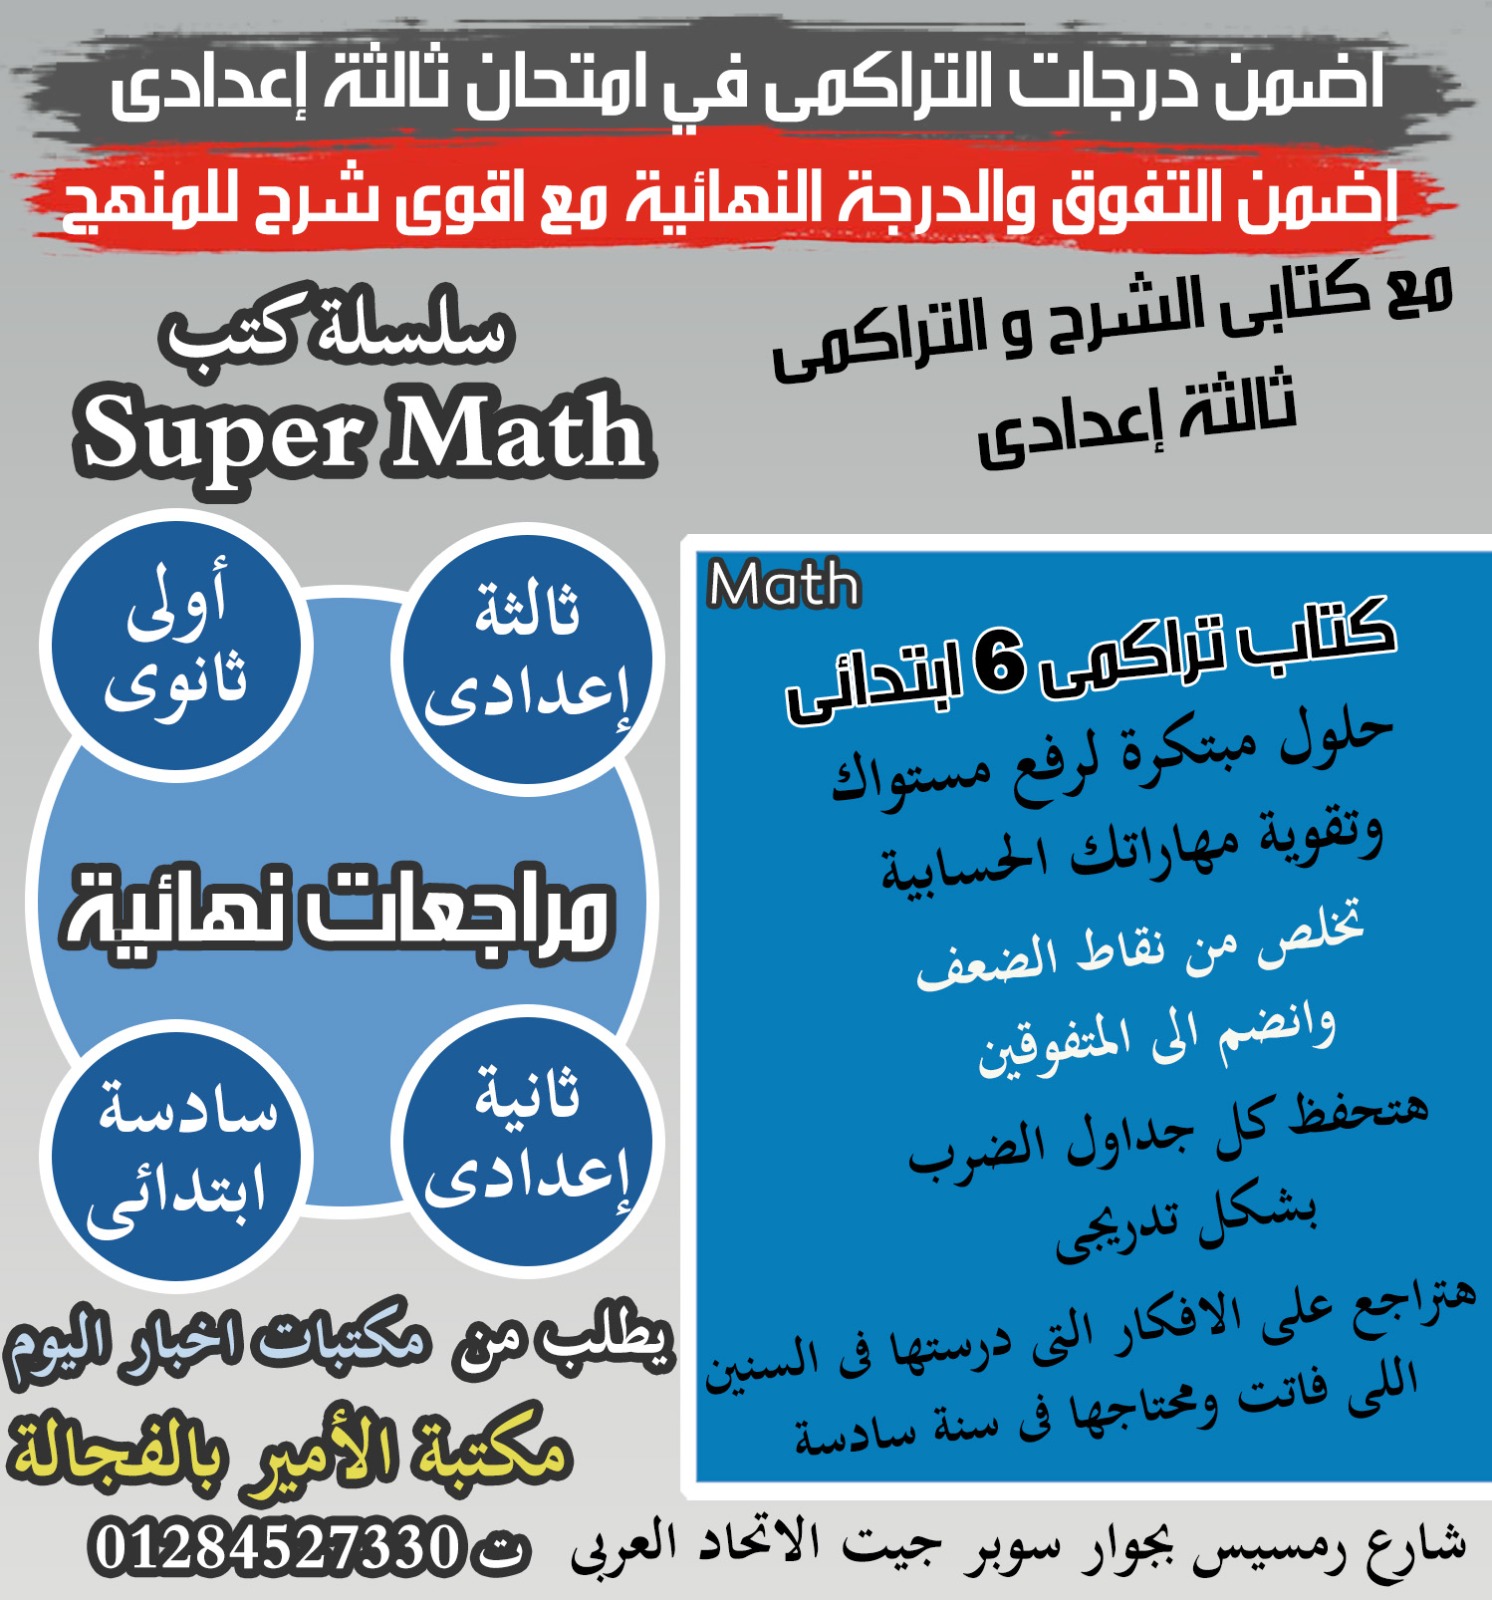 اضمن درجات التراكمى في امتحان ثالثة إعدادى
اضمن التفوق والدرجة النهائية مع اقوى شرح للمنهج
مع كتابى الشرح و التراكمى
ثالثة إعدادى
سلسلة كتب
Super Math
ثالثة
إعدادى
أولى
ثانوى
مراجعات نهائية
ثانية
إعدادى
سادسة
ابتدائى
Math
كتاب تراكمى 6 ابتدائى
حلول مبتكرة لرفع مستواك
وتقوية مهاراتك الحسابية
تخلص من نقاط الضعف
وانضم الى المتفوقين
هتحفظ كل جداول الضرب
بشكل تدريجى
هتراجع على الافكار التى درستها فى السنين
اللى فاتت ومحتاجها فى سنة سادسة
يطلب من مكتبات اخبار اليوم
مكتبة الأمير بالفجالة
شارع رمسيس بجوار سوبر جيت الاتحاد العربى ت 01284527330